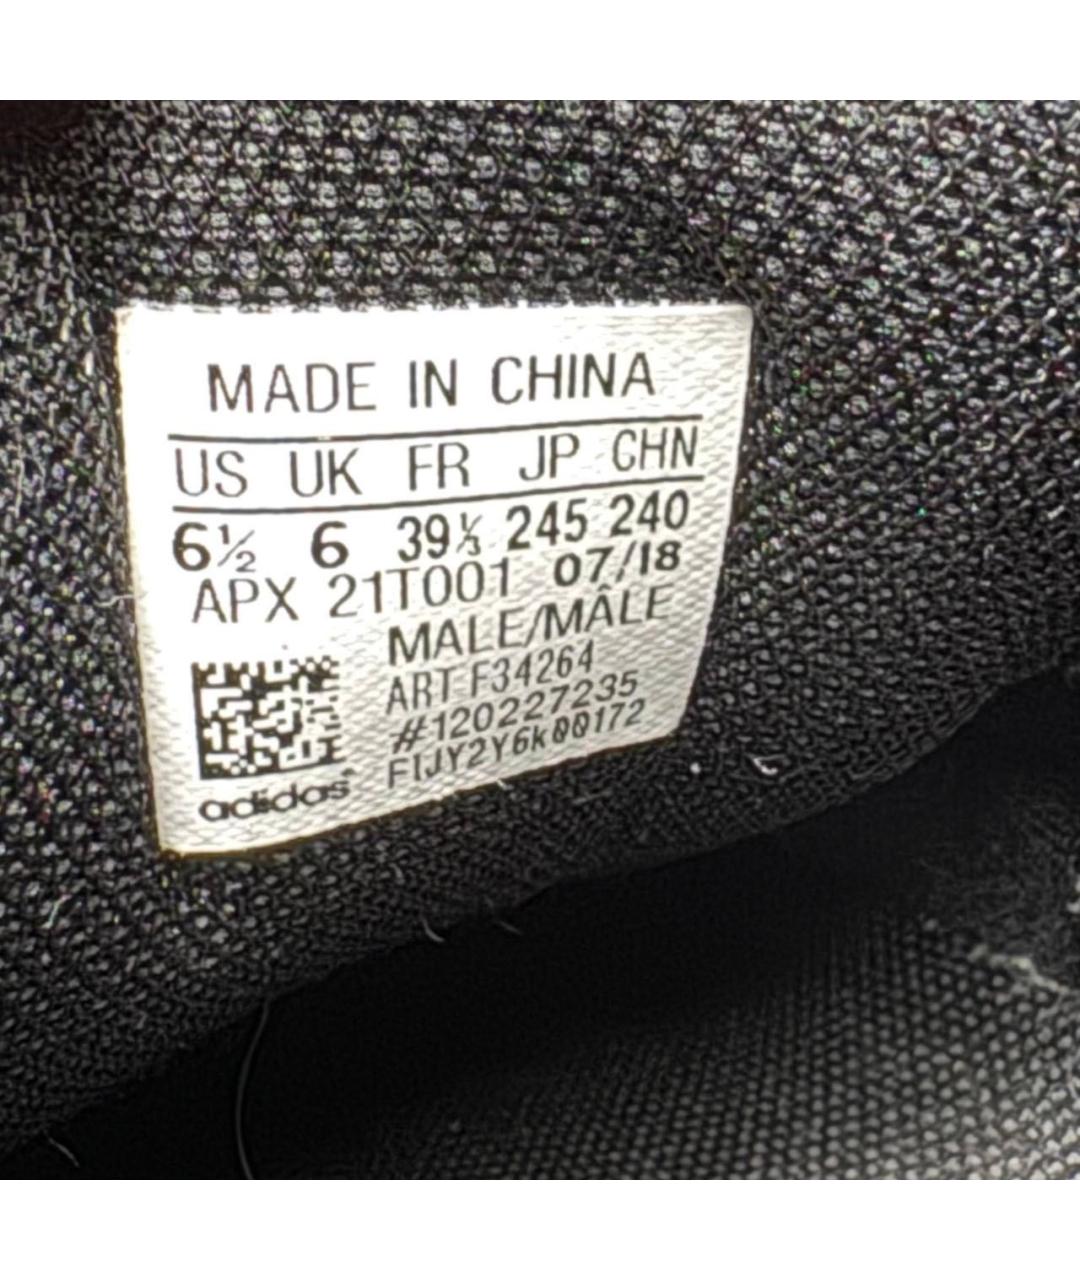 MADE IN CHINA
US UK FR JP CHN
6½ 6 39⅓ 245 240
APX 21T001 07/18
MALE/MÂLE
ART F34264
#120227235
FIJY2Y6k00172
adidas